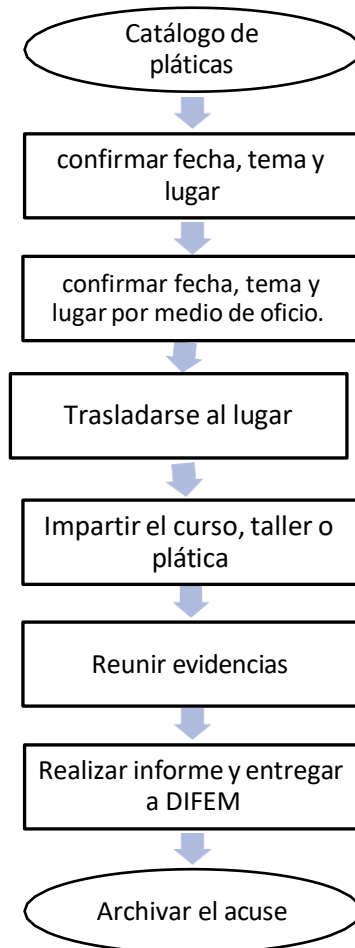 Catálogo de
pláticas
confirmar fecha, tema y
lugar
confirmar fecha, tema y
lugar por medio de oficio.
Trasladarse al lugar
Impartir el curso, taller o
plática
Reunir evidencias
Realizar informe y entregar
a DIFEM
Archivar el acuse